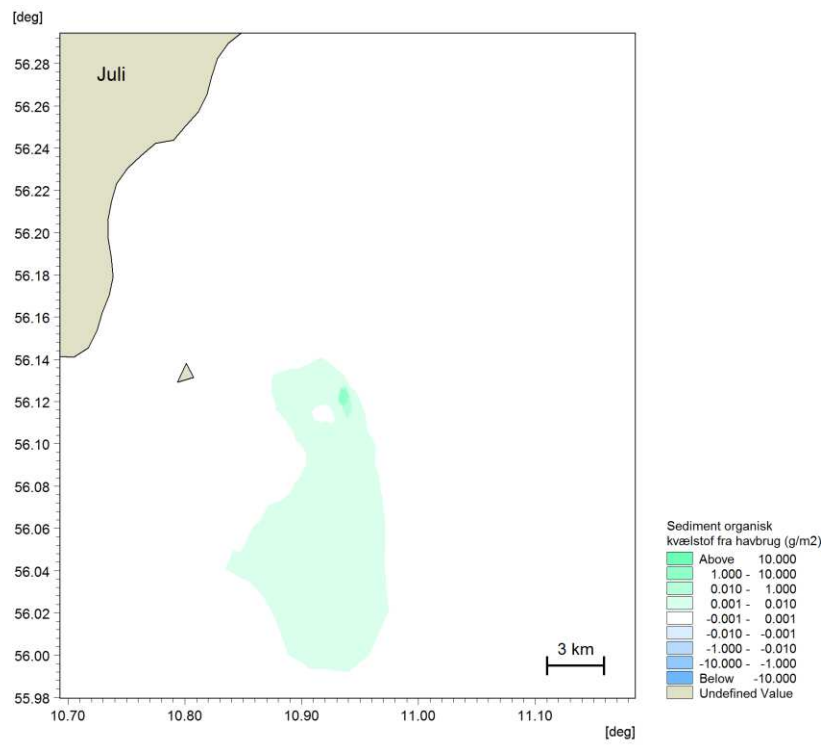 [deg]
Juli
56.28
56.26
56.24
56.22
56.20
56.18
56.16
56.14
56.12
56.10
56.08
56.06
56.04
56.02
56.00
55.98
10.70 10.80 10.90 11.00 11.10
[deg]
3 km
Sediment organisk
kvælstof fra havbrug (g/m2)
Above 10.000
1.000 - 10.000
0.010 - 1.000
0.001 - 0.010
-0.001 - 0.001
-0.010 - -0.001
-1.000 - -0.010
-10.000 - -1.000
Below -10.000
Undefined Value